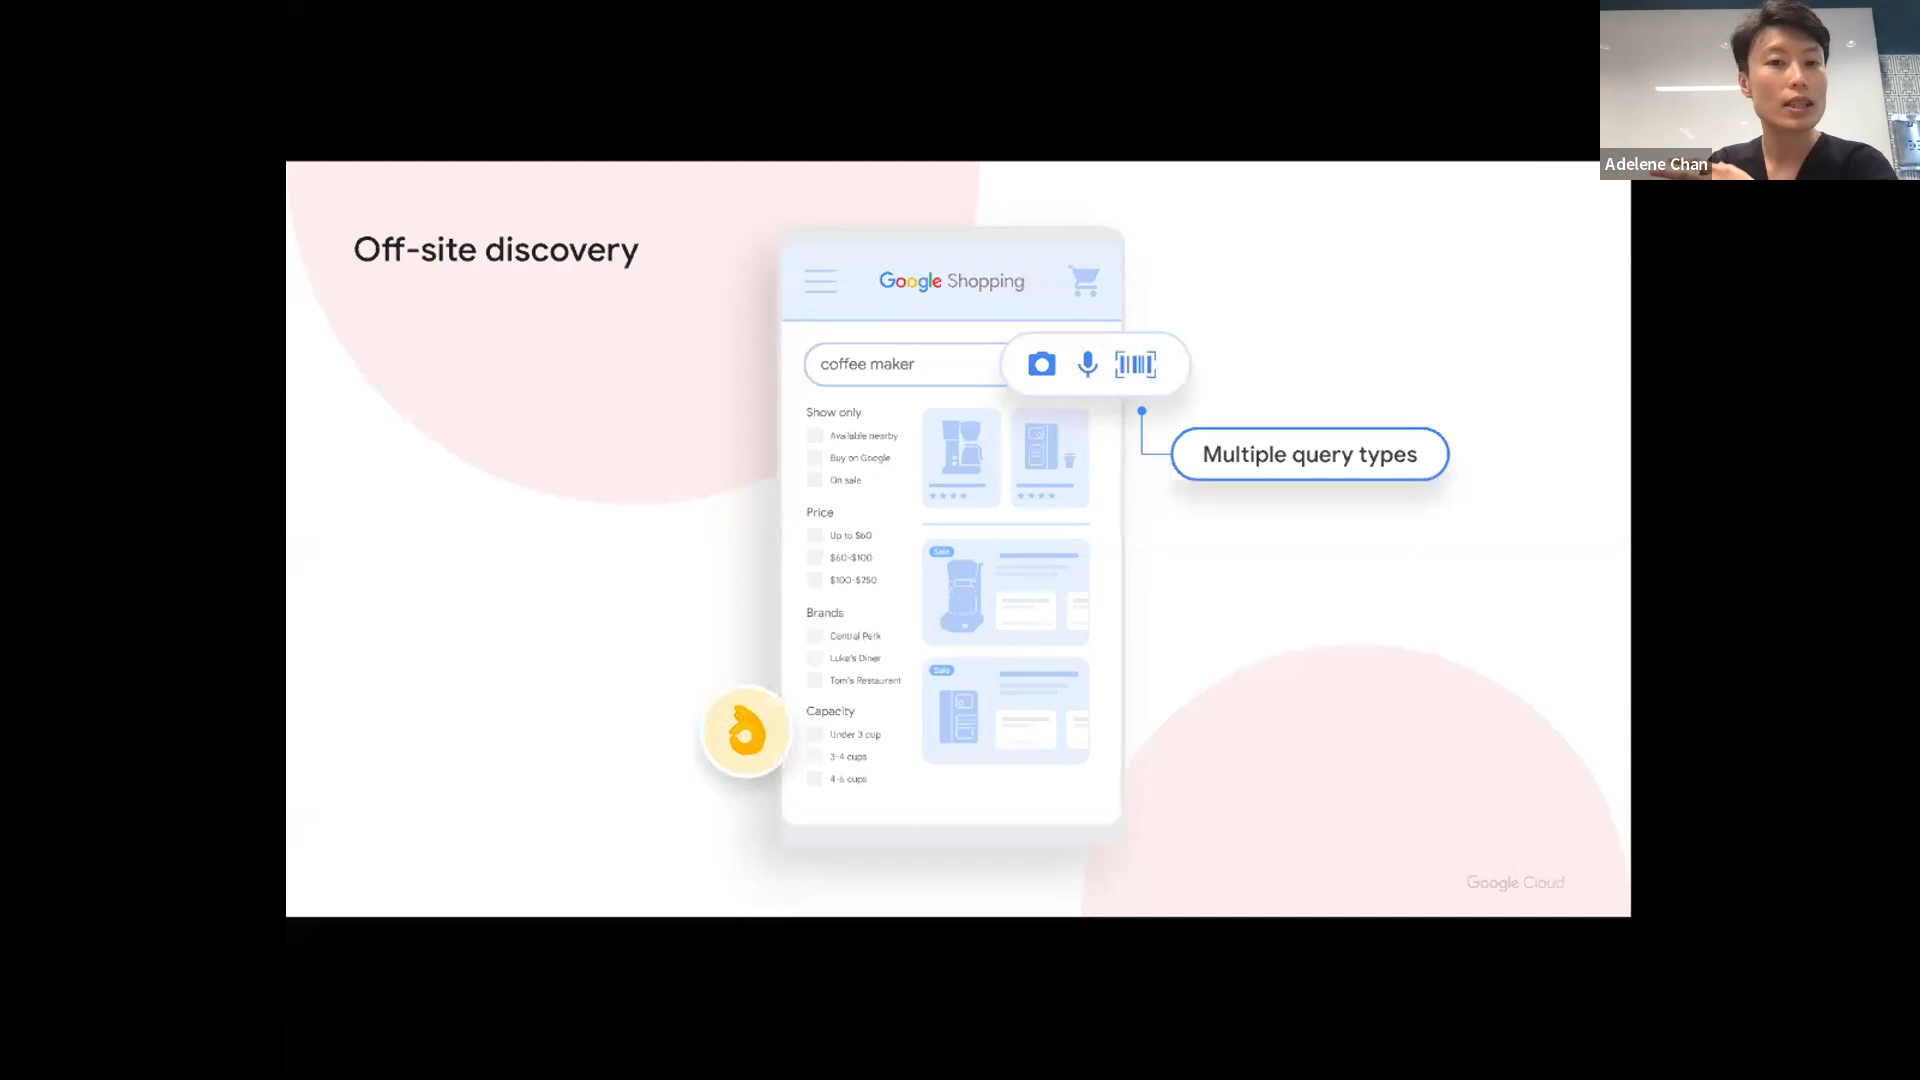 Adelene Chan
Off-site discovery
Google Shopping
coffee maker
Multiple query types
Show only
Available nearby
Buy on Google
On sale
Price
Up to $60
$60-$100
$100-$250
Brands
Central Perk
Luke's Diner
Tom's Restaurant
Capacity
Under 3 cup
3-4 cups
4-6 cups
Sale
Sale
Google Cloud